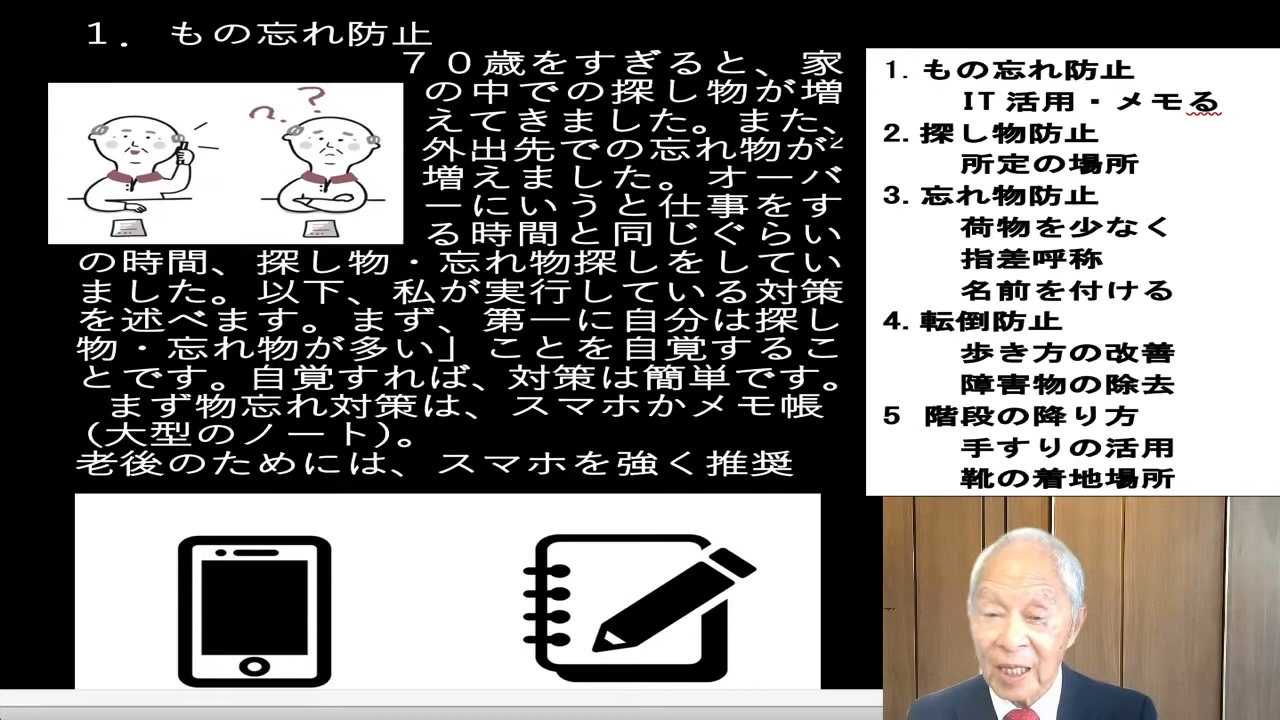 １． もの忘れ防止
７０歳をすぎると、家
の中での探し物が増
えてきました。また、
外出先での忘れ物が
2
増えました。オーバ
ーにいうと仕事をす
る時間と同じぐらい
の時間、探し物・忘れ物探しをしてい
ました。以下、私が実行している対策
を述べます。まず、第一に自分は探し
物・忘れ物が多い］ことを自覚するこ
とです。自覚すれば、対策は簡単です。
まず物忘れ対策は、スマホかメモ帳
（大型のノート）。
老後のためには、スマホを強く推奨
? ?
1. もの忘れ防止
IT活用・メモる
2. 探し物防止
所定の場所
3. 忘れ物防止
荷物を少なく
指差呼称
名前を付ける
4. 転倒防止
歩き方の改善
障害物の除去
5 階段の降り方
手すりの活用
靴の着地場所